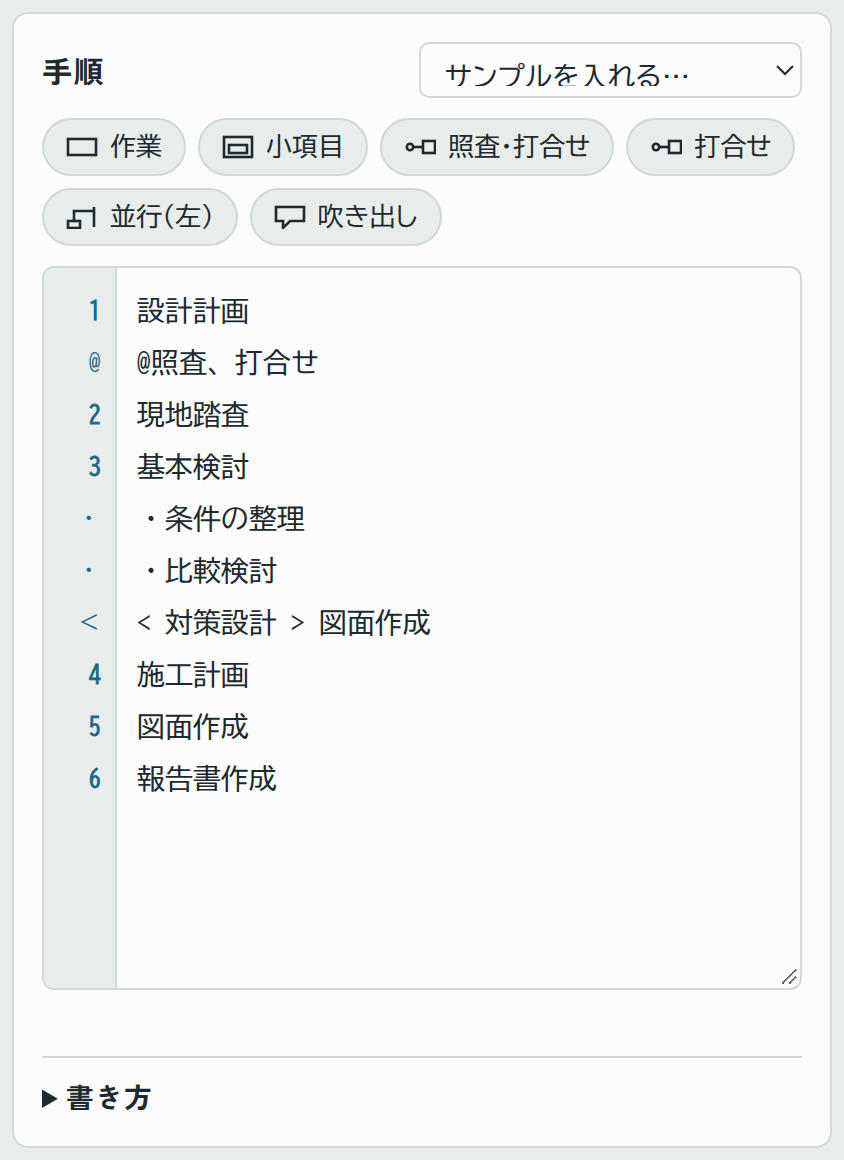 手順
サンプルを入れる…
作業
小項目
照査･打合せ
打合せ
並行(左)
吹き出し
1 設計計画
@ @照査、打合せ
2 現地踏査
3 基本検討
· ・条件の整理
· ・比較検討
< < 対策設計 > 図面作成
4 施工計画
5 図面作成
6 報告書作成
▶ 書き方